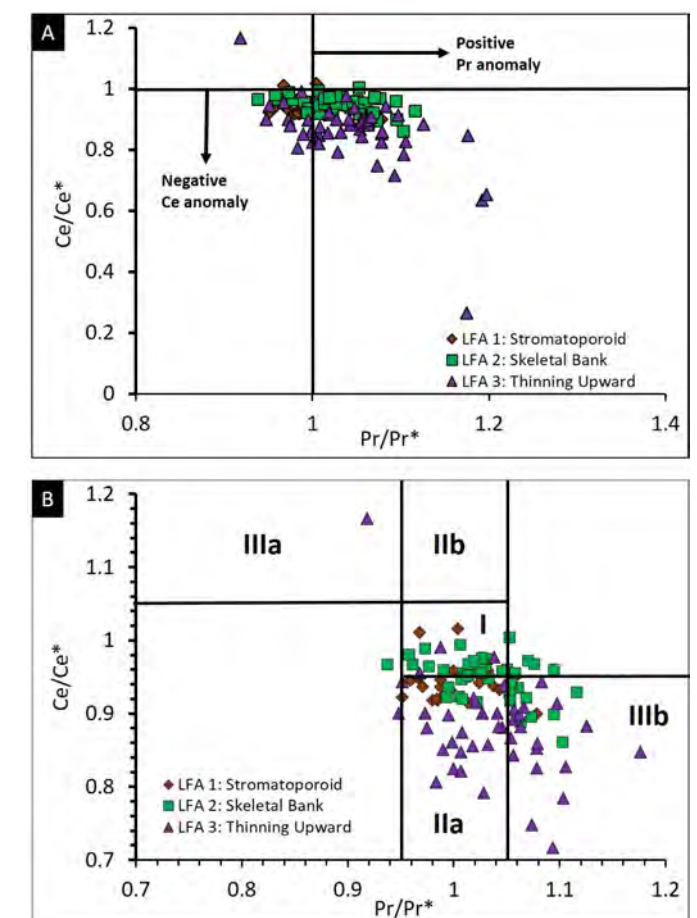 A
1.2
1
0.8
0.6
0.4
0.2
0
Ce/Ce*
Positive
Pr anomaly
Negative
Ce anomaly
LFA 1: Stromatoporoid
LFA 2: Skeletal Bank
LFA 3: Thinning Upward
0.8
1
1.2
1.4
Pr/Pr*
B
1.2
1.1
1
0.9
0.8
0.7
Ce/Ce*
IIIa
IIb
I
IIIb
IIa
LFA 1: Stromatoporoid
LFA 2: Skeletal Bank
LFA 3: Thinning Upward
0.7
0.8
0.9
1
1.1
1.2
Pr/Pr*